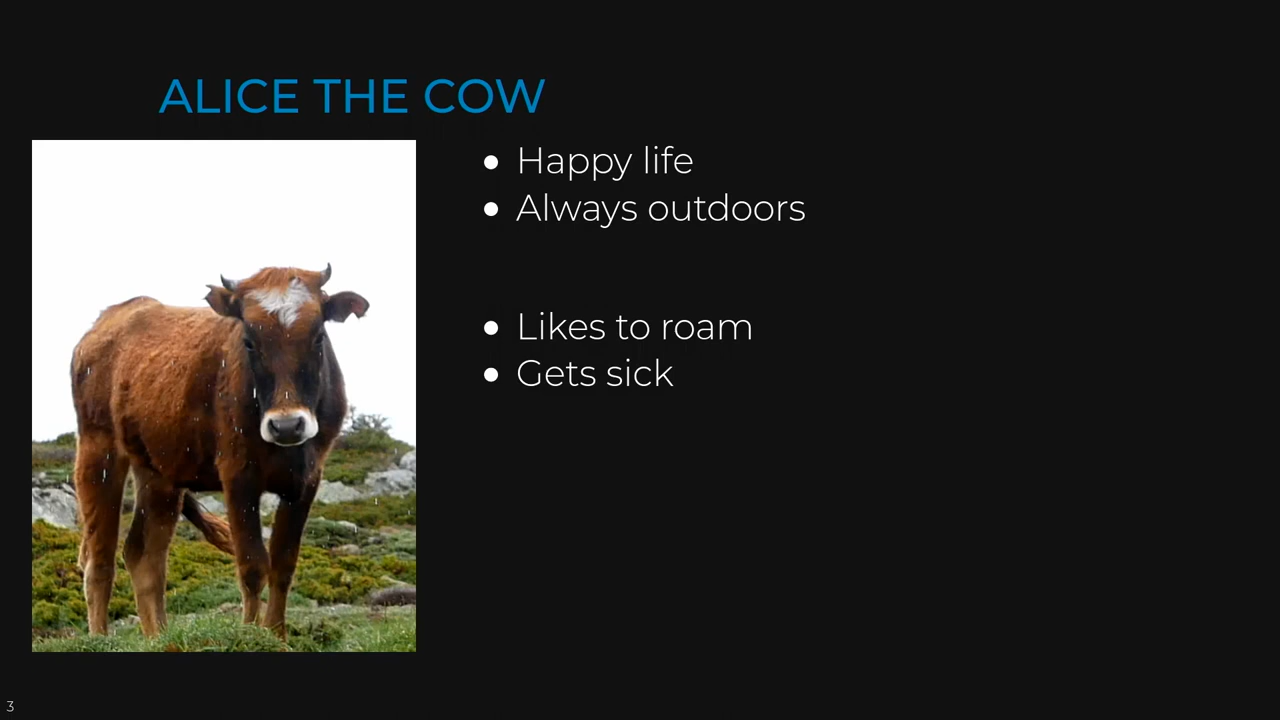 ALICE THE COW
Happy life
Always outdoors
Likes to roam
Gets sick
3